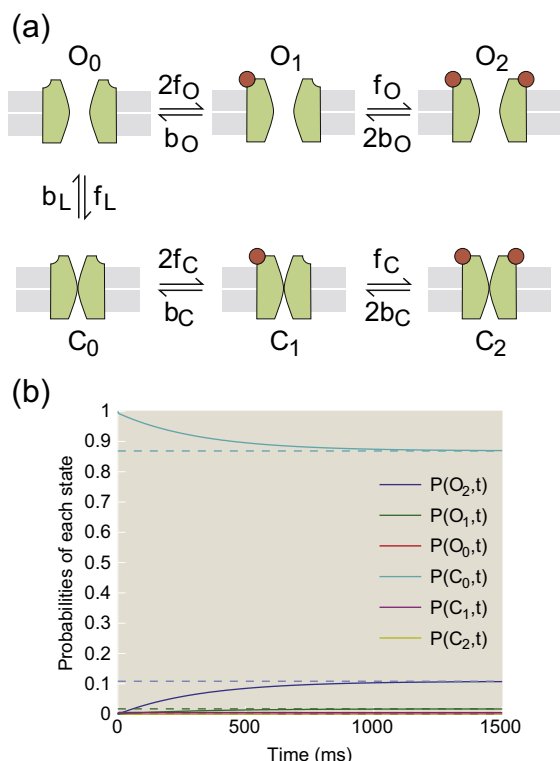 (a)
O0 O1 O2
2fO fO
bO 2bO
bL fL
2fC fC
bC 2bC
C0 C1 C2
(b)
1
0.9
0.8
0.7
0.6
0.5
0.4
0.3
0.2
0.1
0
Probabilities of each state
P(O2,t)
P(O1,t)
P(O0,t)
P(C0,t)
P(C1,t)
P(C2,t)
0 500 1000 1500
Time (ms)